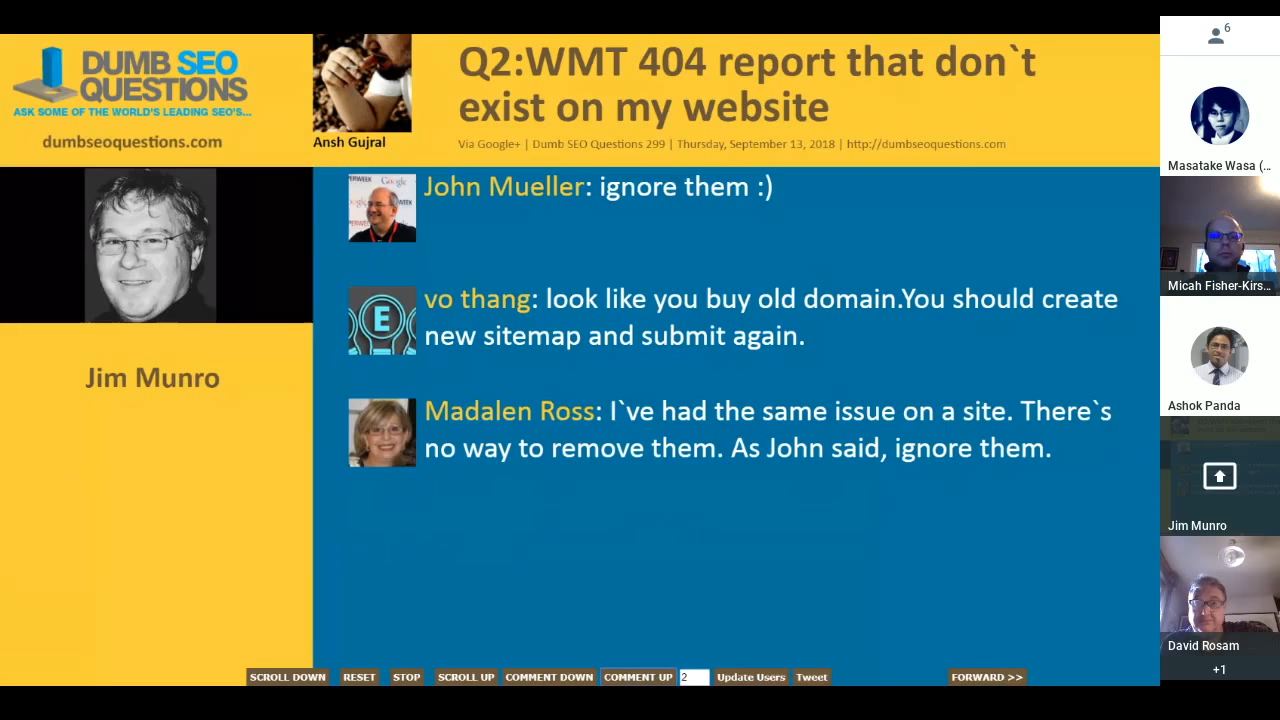 DUMB SEO
QUESTIONS
ASK SOME OF THE WORLD'S LEADING SEO'S...
dumbseoquestions.com
Ansh Gujral
Q2:WMT 404 report that don`t
exist on my website
Via Google+ | Dumb SEO Questions 299 | Thursday, September 13, 2018 | http://dumbseoquestions.com
Jim Munro
Google
John Mueller: ignore them :)
E
vo thang: look like you buy old domain.You should create
new sitemap and submit again.
Madalen Ross: I`ve had the same issue on a site. There`s
no way to remove them. As John said, ignore them.
SCROLL DOWN
RESET
STOP
SCROLL UP
COMMENT DOWN
COMMENT UP
2
Update Users
Tweet
FORWARD >>
6
Masatake Wasa (...
Micah Fisher-Kirs...
Ashok Panda
Jim Munro
David Rosam
+1